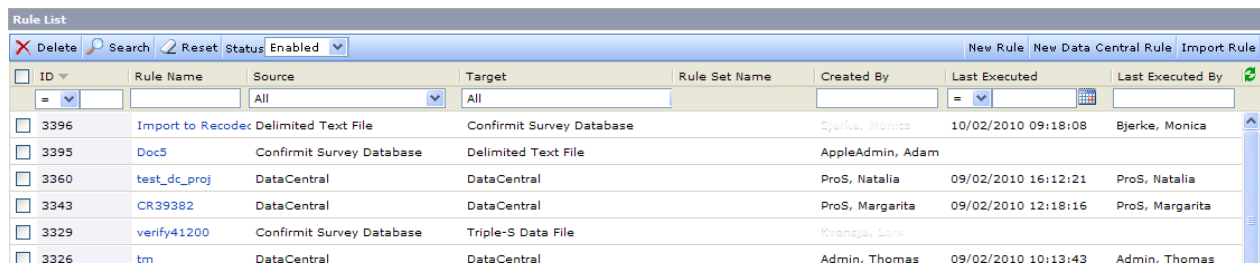 Rule List
Delete Search Reset Status Enabled New Rule New Data Central Rule Import Rule
ID Rule Name Source Target Rule Set Name Created By Last Executed Last Executed By
= All All =
3396 Import to Recodec Delimited Text File Confirmit Survey Database Bjerke, Monica 10/02/2010 09:18:08 Bjerke, Monica
3395 Doc5 Confirmit Survey Database Delimited Text File AppleAdmin, Adam
3360 test_dc_proj DataCentral DataCentral ProS, Natalia 09/02/2010 16:12:21 ProS, Natalia
3343 CR39382 DataCentral DataCentral ProS, Margarita 09/02/2010 12:18:16 ProS, Margarita
3329 verify41200 Confirmit Survey Database Triple-S Data File
3326 tm DataCentral DataCentral Admin, Thomas 09/02/2010 10:13:43 Admin, Thomas